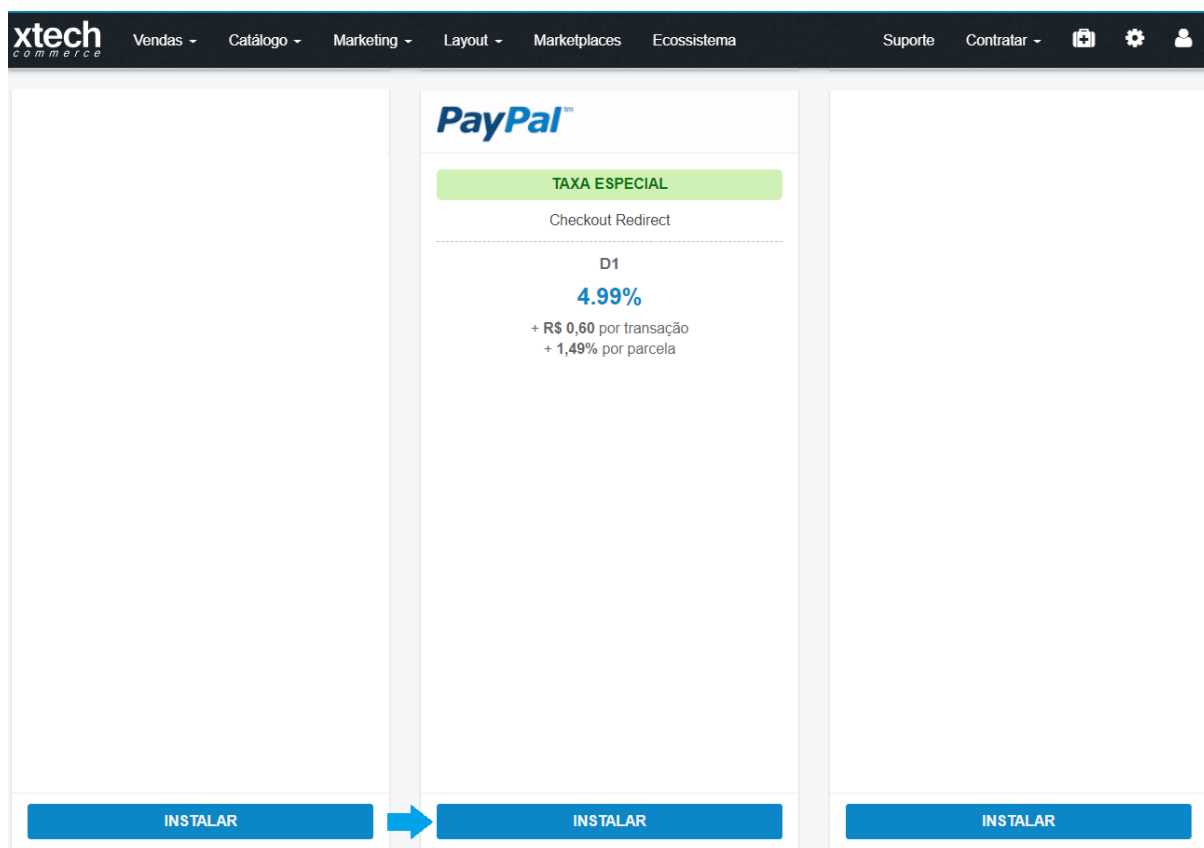 xtech
commerce
Vendas
Catálogo
Marketing
Layout
Marketplaces
Ecossistema
Suporte
Contratar
PayPal™
TAXA ESPECIAL
Checkout Redirect
D1
4.99%
+ R$ 0,60 por transação
+ 1,49% por parcela
INSTALAR
INSTALAR
INSTALAR